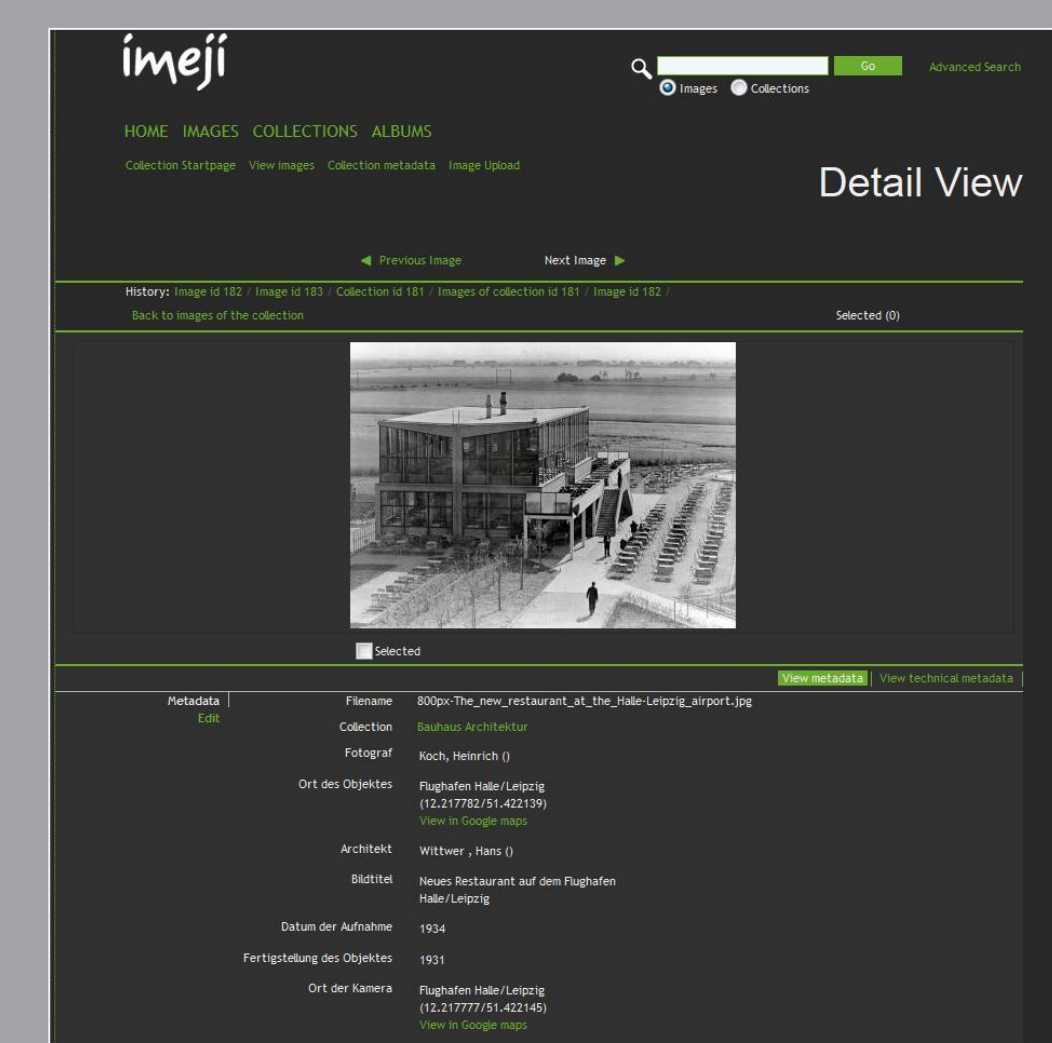 imeji
Go
Advanced Search
Images Collections
HOME IMAGES COLLECTIONS ALBUMS
Collection Startpage View images Collection metadata Image Upload
Detail View
Previous Image Next Image
History: Image id 182 / Image id 183 / Collection id 181 / Images of collection id 181 / Image id 182 /
Back to images of the collection Selected (0)
Selected
View metadata View technical metadata
Metadata
Edit
Filename 800px-The_new_restaurant_at_the_Halle-Leipzig_airport.jpg
Collection Bauhaus Architektur
Fotograf Koch, Heinrich ()
Ort des Objektes Flughafen Halle/Leipzig
(12.217782/51.422139)
View in Google maps
Architekt Wittwer , Hans ()
Bildtitel Neues Restaurant auf dem Flughafen
Halle/Leipzig
Datum der Aufnahme 1934
Fertigstellung des Objektes 1931
Ort der Kamera Flughafen Halle/Leipzig
(12.217777/51.422145)
View in Google maps